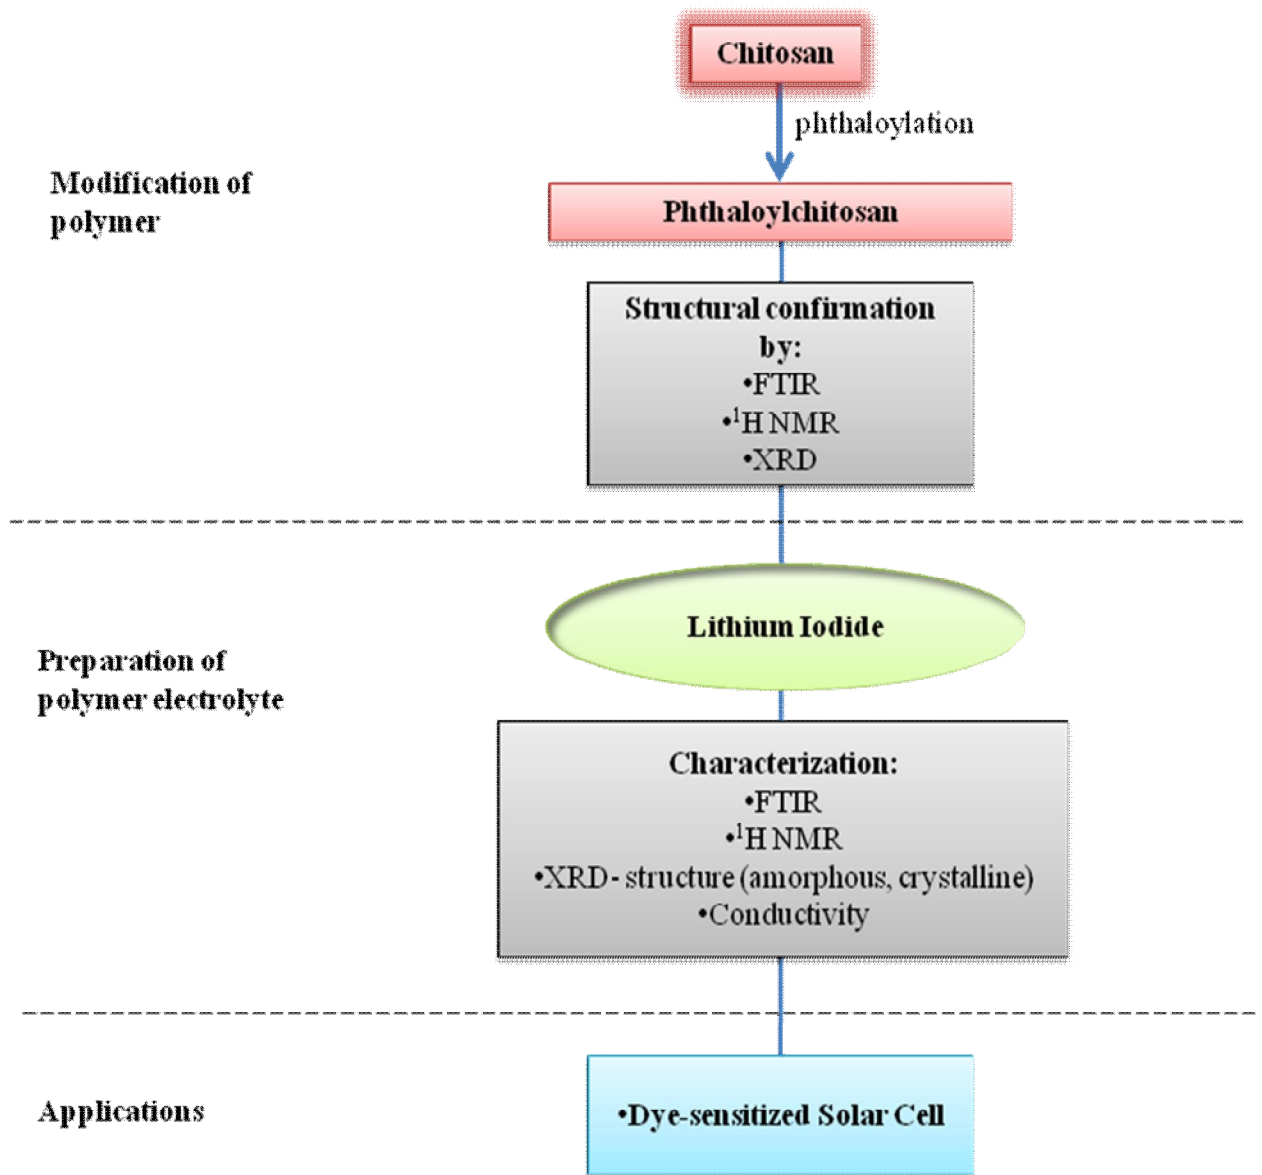 Chitosan
phthaloylation
Modification of
polymer
Phthaloylchitosan
Structural confirmation
by:
•FTIR
•¹H NMR
•XRD
Lithium Iodide
Preparation of
polymer electrolyte
Characterization:
•FTIR
•¹H NMR
•XRD- structure (amorphous, crystalline)
•Conductivity
Applications
•Dye-sensitized Solar Cell